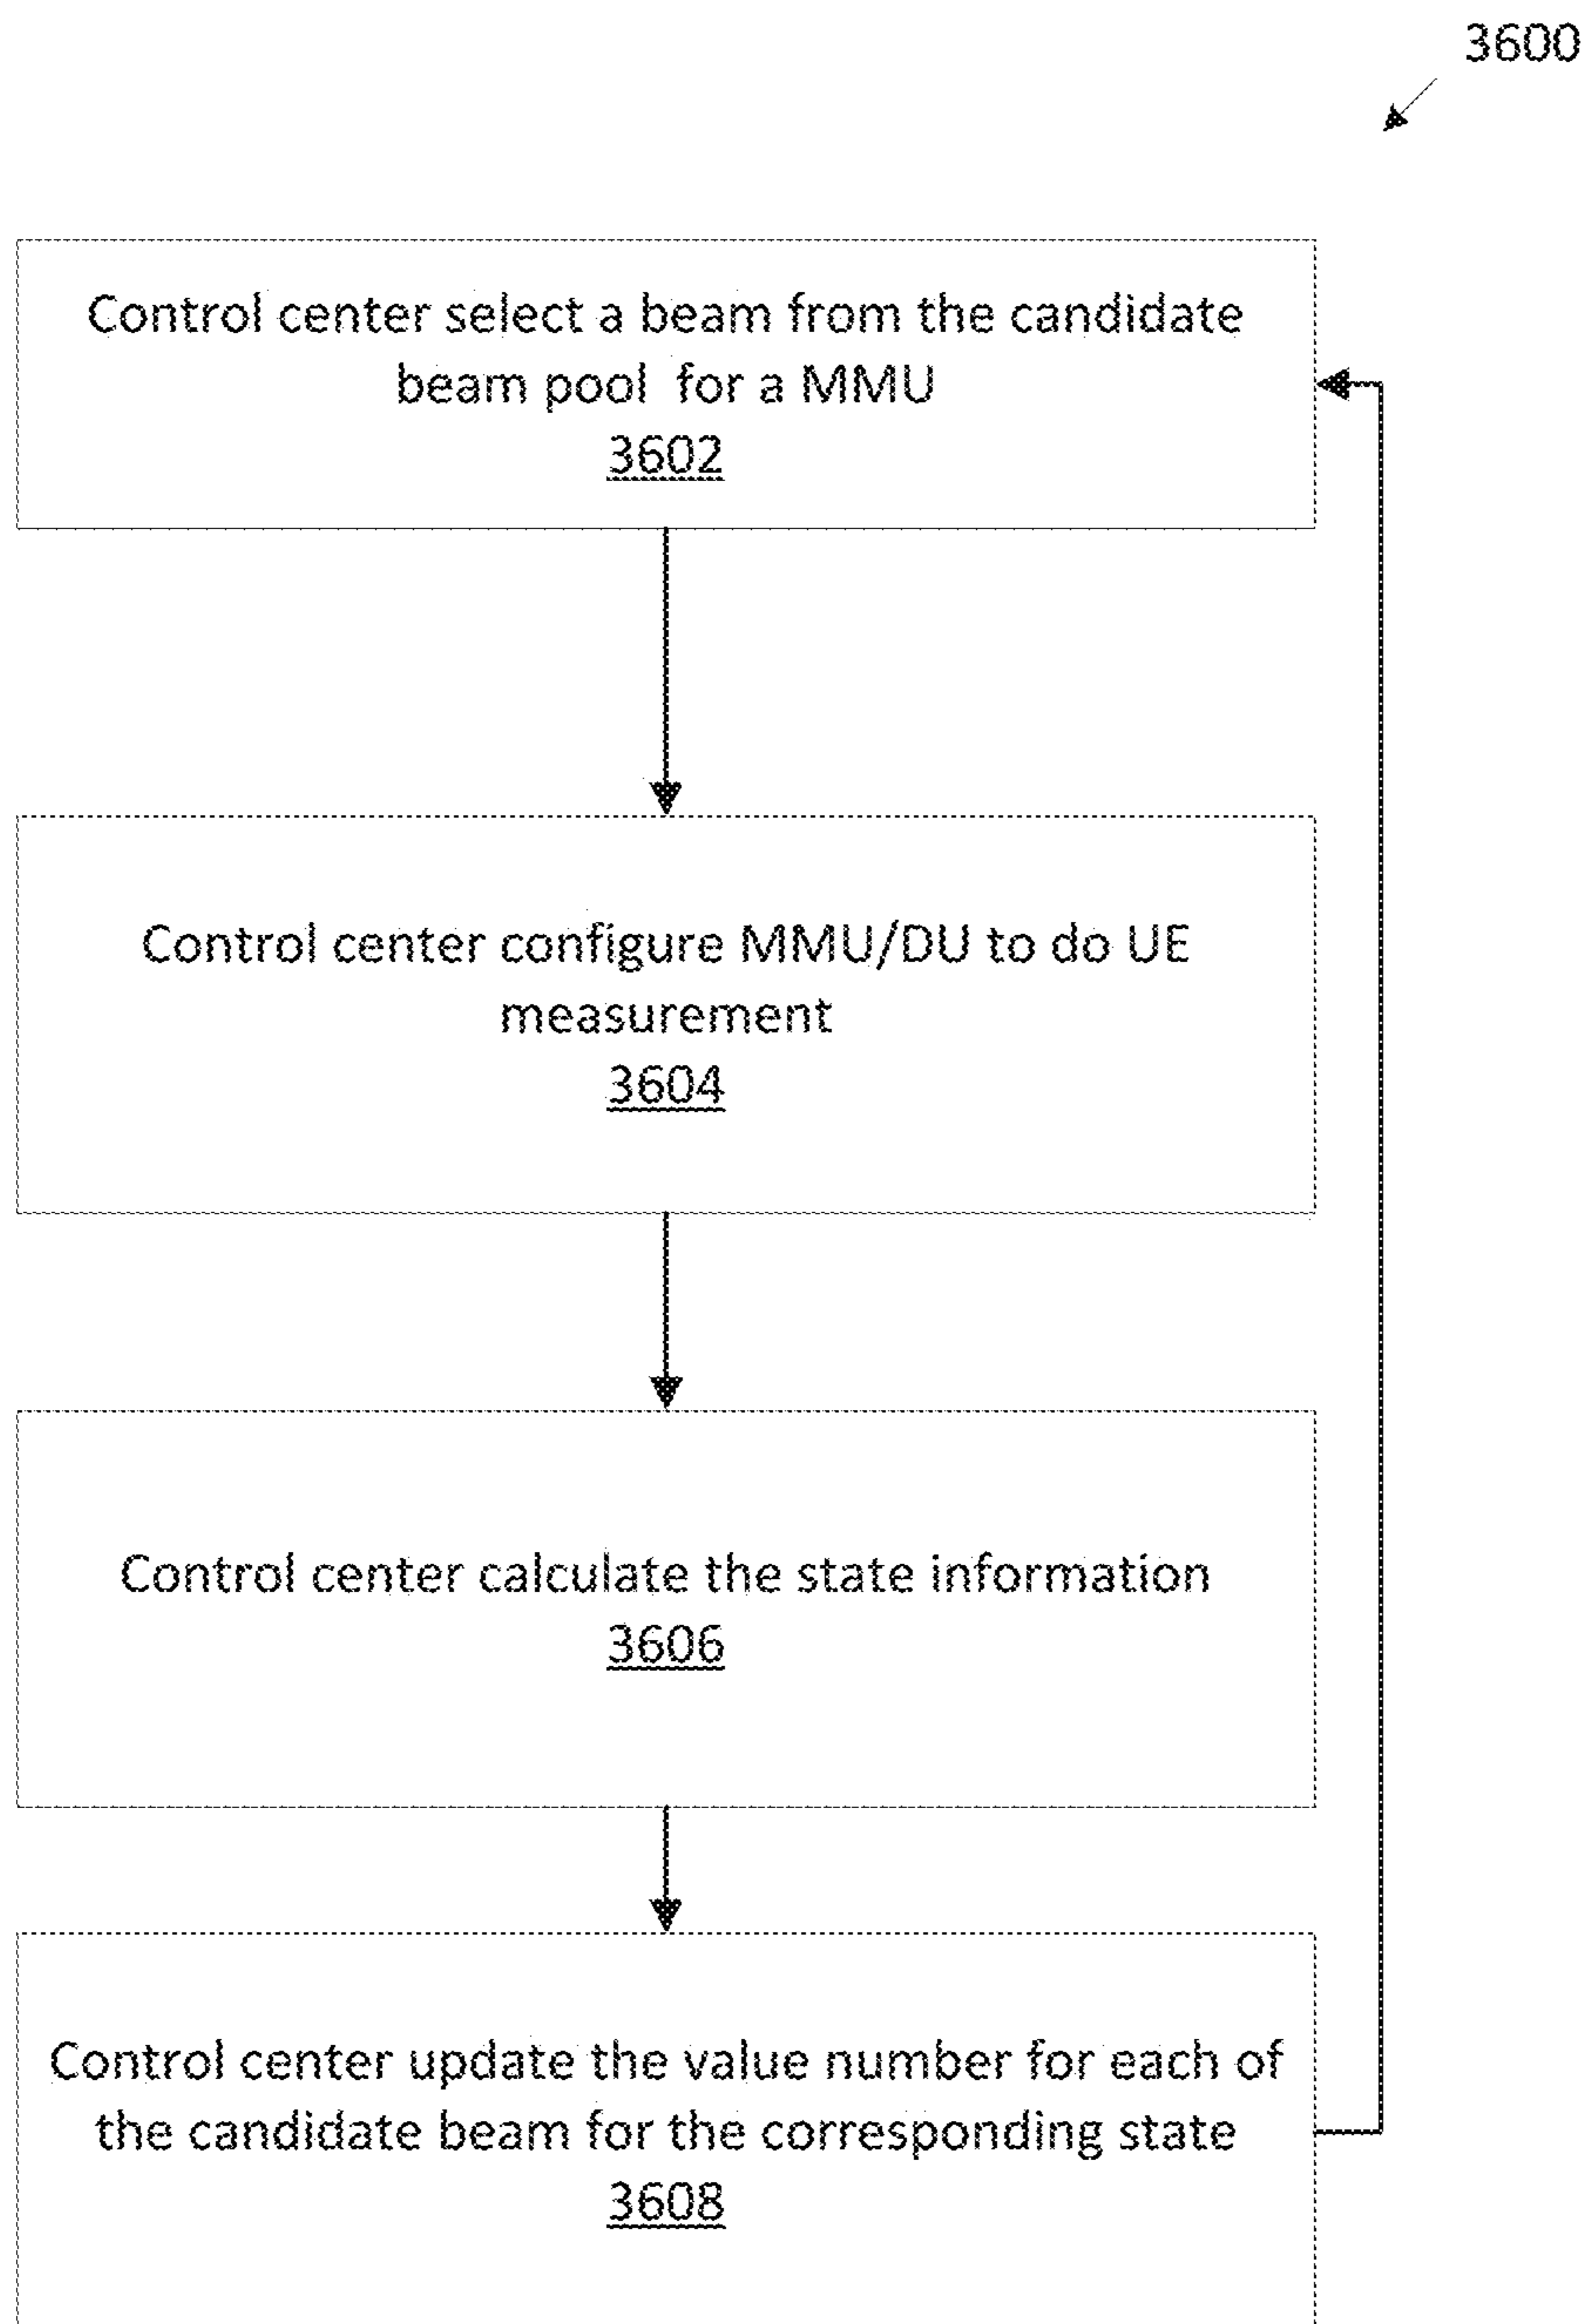 3600
Control center select a beam from the candidate
beam pool for a MMU
3602
Control center configure MMU/DU to do UE
measurement
3604
Control center calculate the state information
3606
Control center update the value number for each of
the candidate beam for the corresponding state
3608